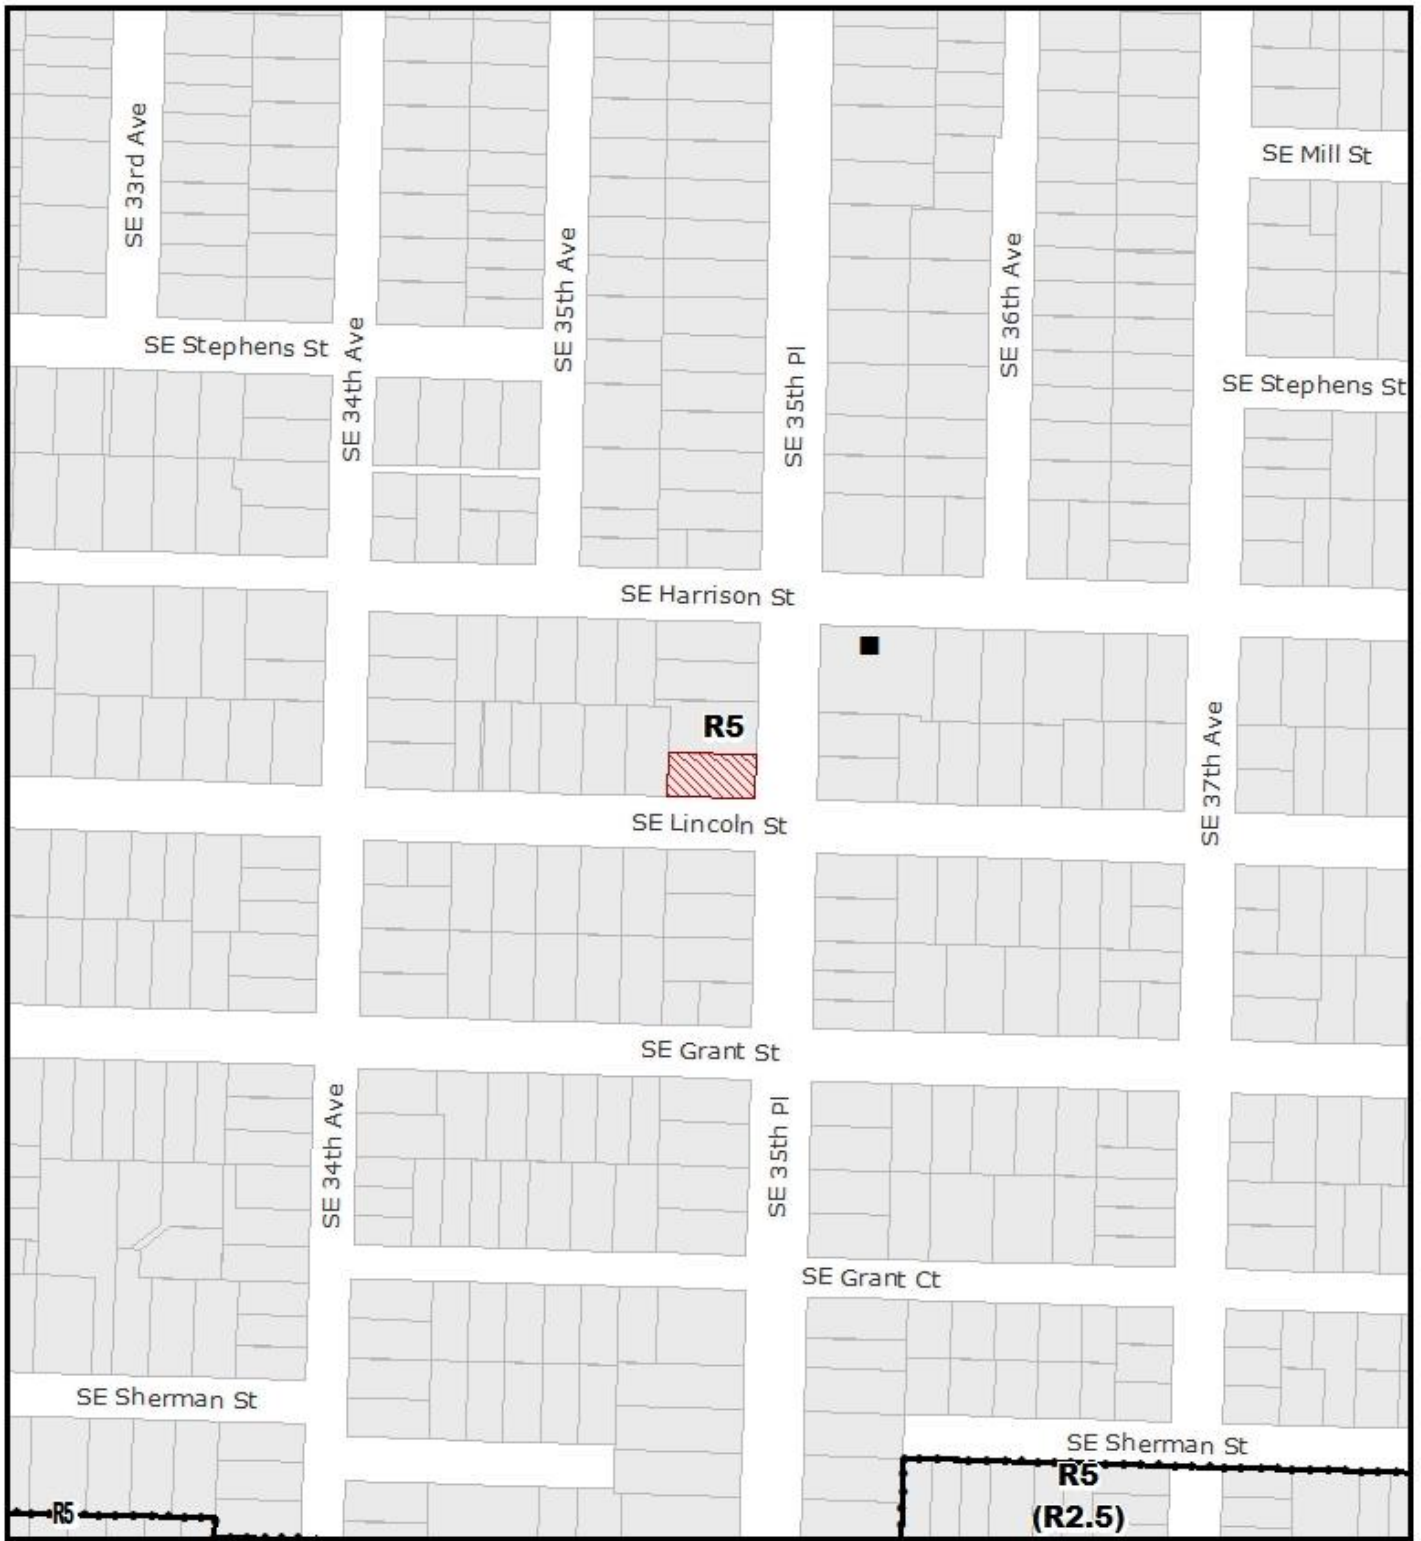 SE 33rd Ave
SE Mill St
SE 35th Ave
SE 36th Ave
SE Stephens St
SE 34th Ave
SE 35th Pl
SE Stephens St
SE Harrison St
R5
SE 37th Ave
SE Lincoln St
SE Grant St
SE 34th Ave
SE 35th Pl
SE Grant Ct
SE Sherman St
SE Sherman St
R5
(R2.5)
R5